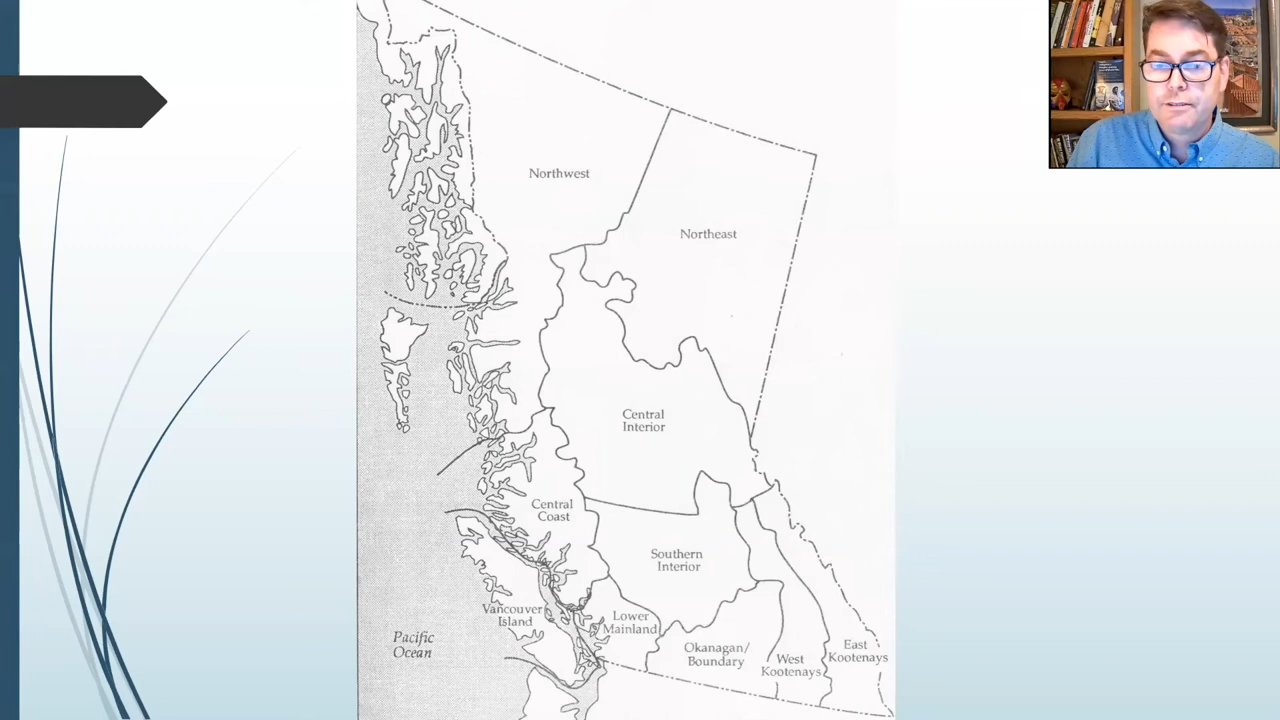 Northwest
Northeast
Central
Interior
Central
Coast
Southern
Interior
Vancouver
Island
Lower
Mainland
Pacific
Ocean
Okanagan/
Boundary
West
Kootenays
East
Kootenays